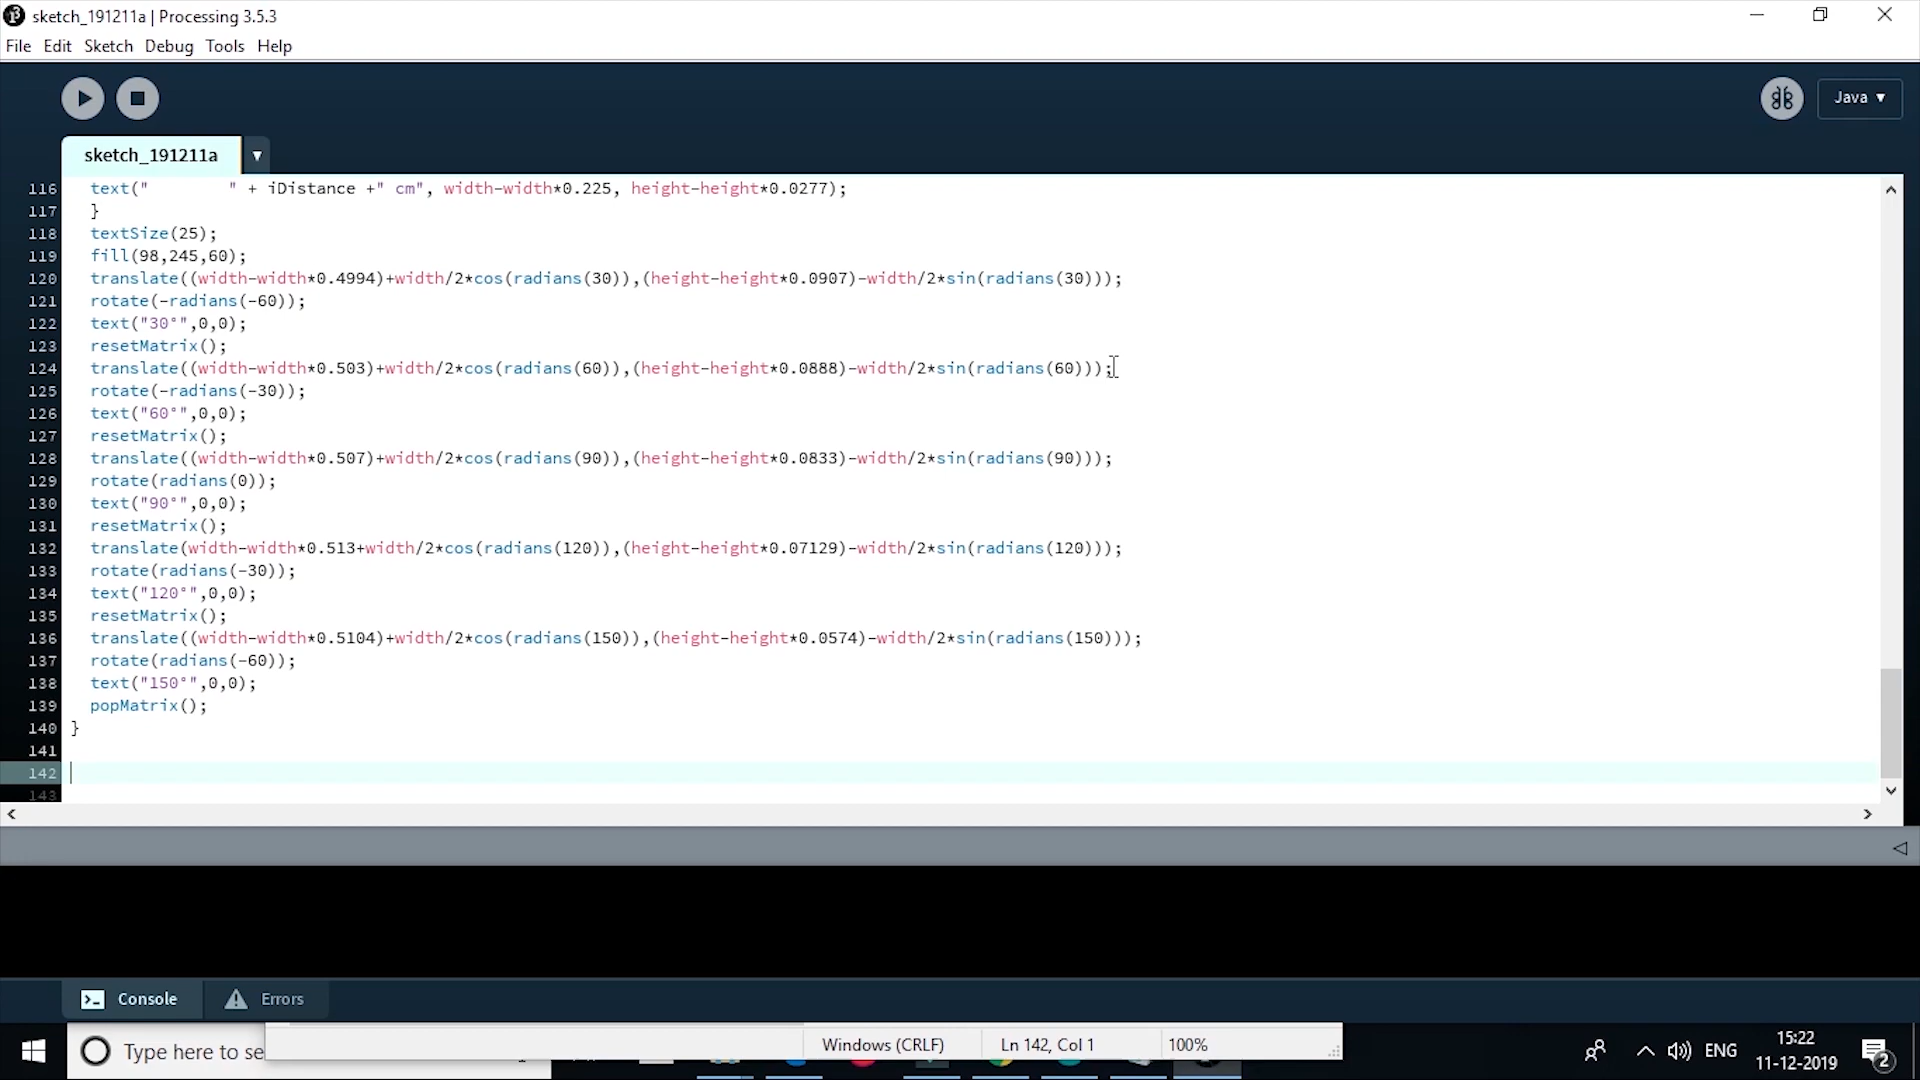 sketch_191211a | Processing 3.5.3
File Edit Sketch Debug Tools Help
Java ▾
sketch_191211a ▾
116 text("        " + iDistance +" cm", width-width*0.225, height-height*0.0277);
117 }
118 textSize(25);
119 fill(98,245,60);
120 translate((width-width*0.4994)+width/2*cos(radians(30)),(height-height*0.0907)-width/2*sin(radians(30)));
121 rotate(-radians(-60));
122 text("30°",0,0);
123 resetMatrix();
124 translate((width-width*0.503)+width/2*cos(radians(60)),(height-height*0.0888)-width/2*sin(radians(60)));
125 rotate(-radians(-30));
126 text("60°",0,0);
127 resetMatrix();
128 translate((width-width*0.507)+width/2*cos(radians(90)),(height-height*0.0833)-width/2*sin(radians(90)));
129 rotate(radians(0));
130 text("90°",0,0);
131 resetMatrix();
132 translate(width-width*0.513+width/2*cos(radians(120)),(height-height*0.07129)-width/2*sin(radians(120)));
133 rotate(radians(-30));
134 text("120°",0,0);
135 resetMatrix();
136 translate((width-width*0.5104)+width/2*cos(radians(150)),(height-height*0.0574)-width/2*sin(radians(150)));
137 rotate(radians(-60));
138 text("150°",0,0);
139 popMatrix();
140 }
141
142
143
Console Errors
Type here to se
Windows (CRLF) Ln 142, Col 1 100%
ENG
15:22
11-12-2019
2